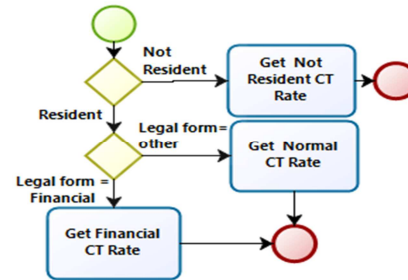 Not
Resident
Get Not
Resident CT
Rate
Resident
Legal form=
other
Get Normal
CT Rate
Legal form =
Financial
Get Financial
CT Rate